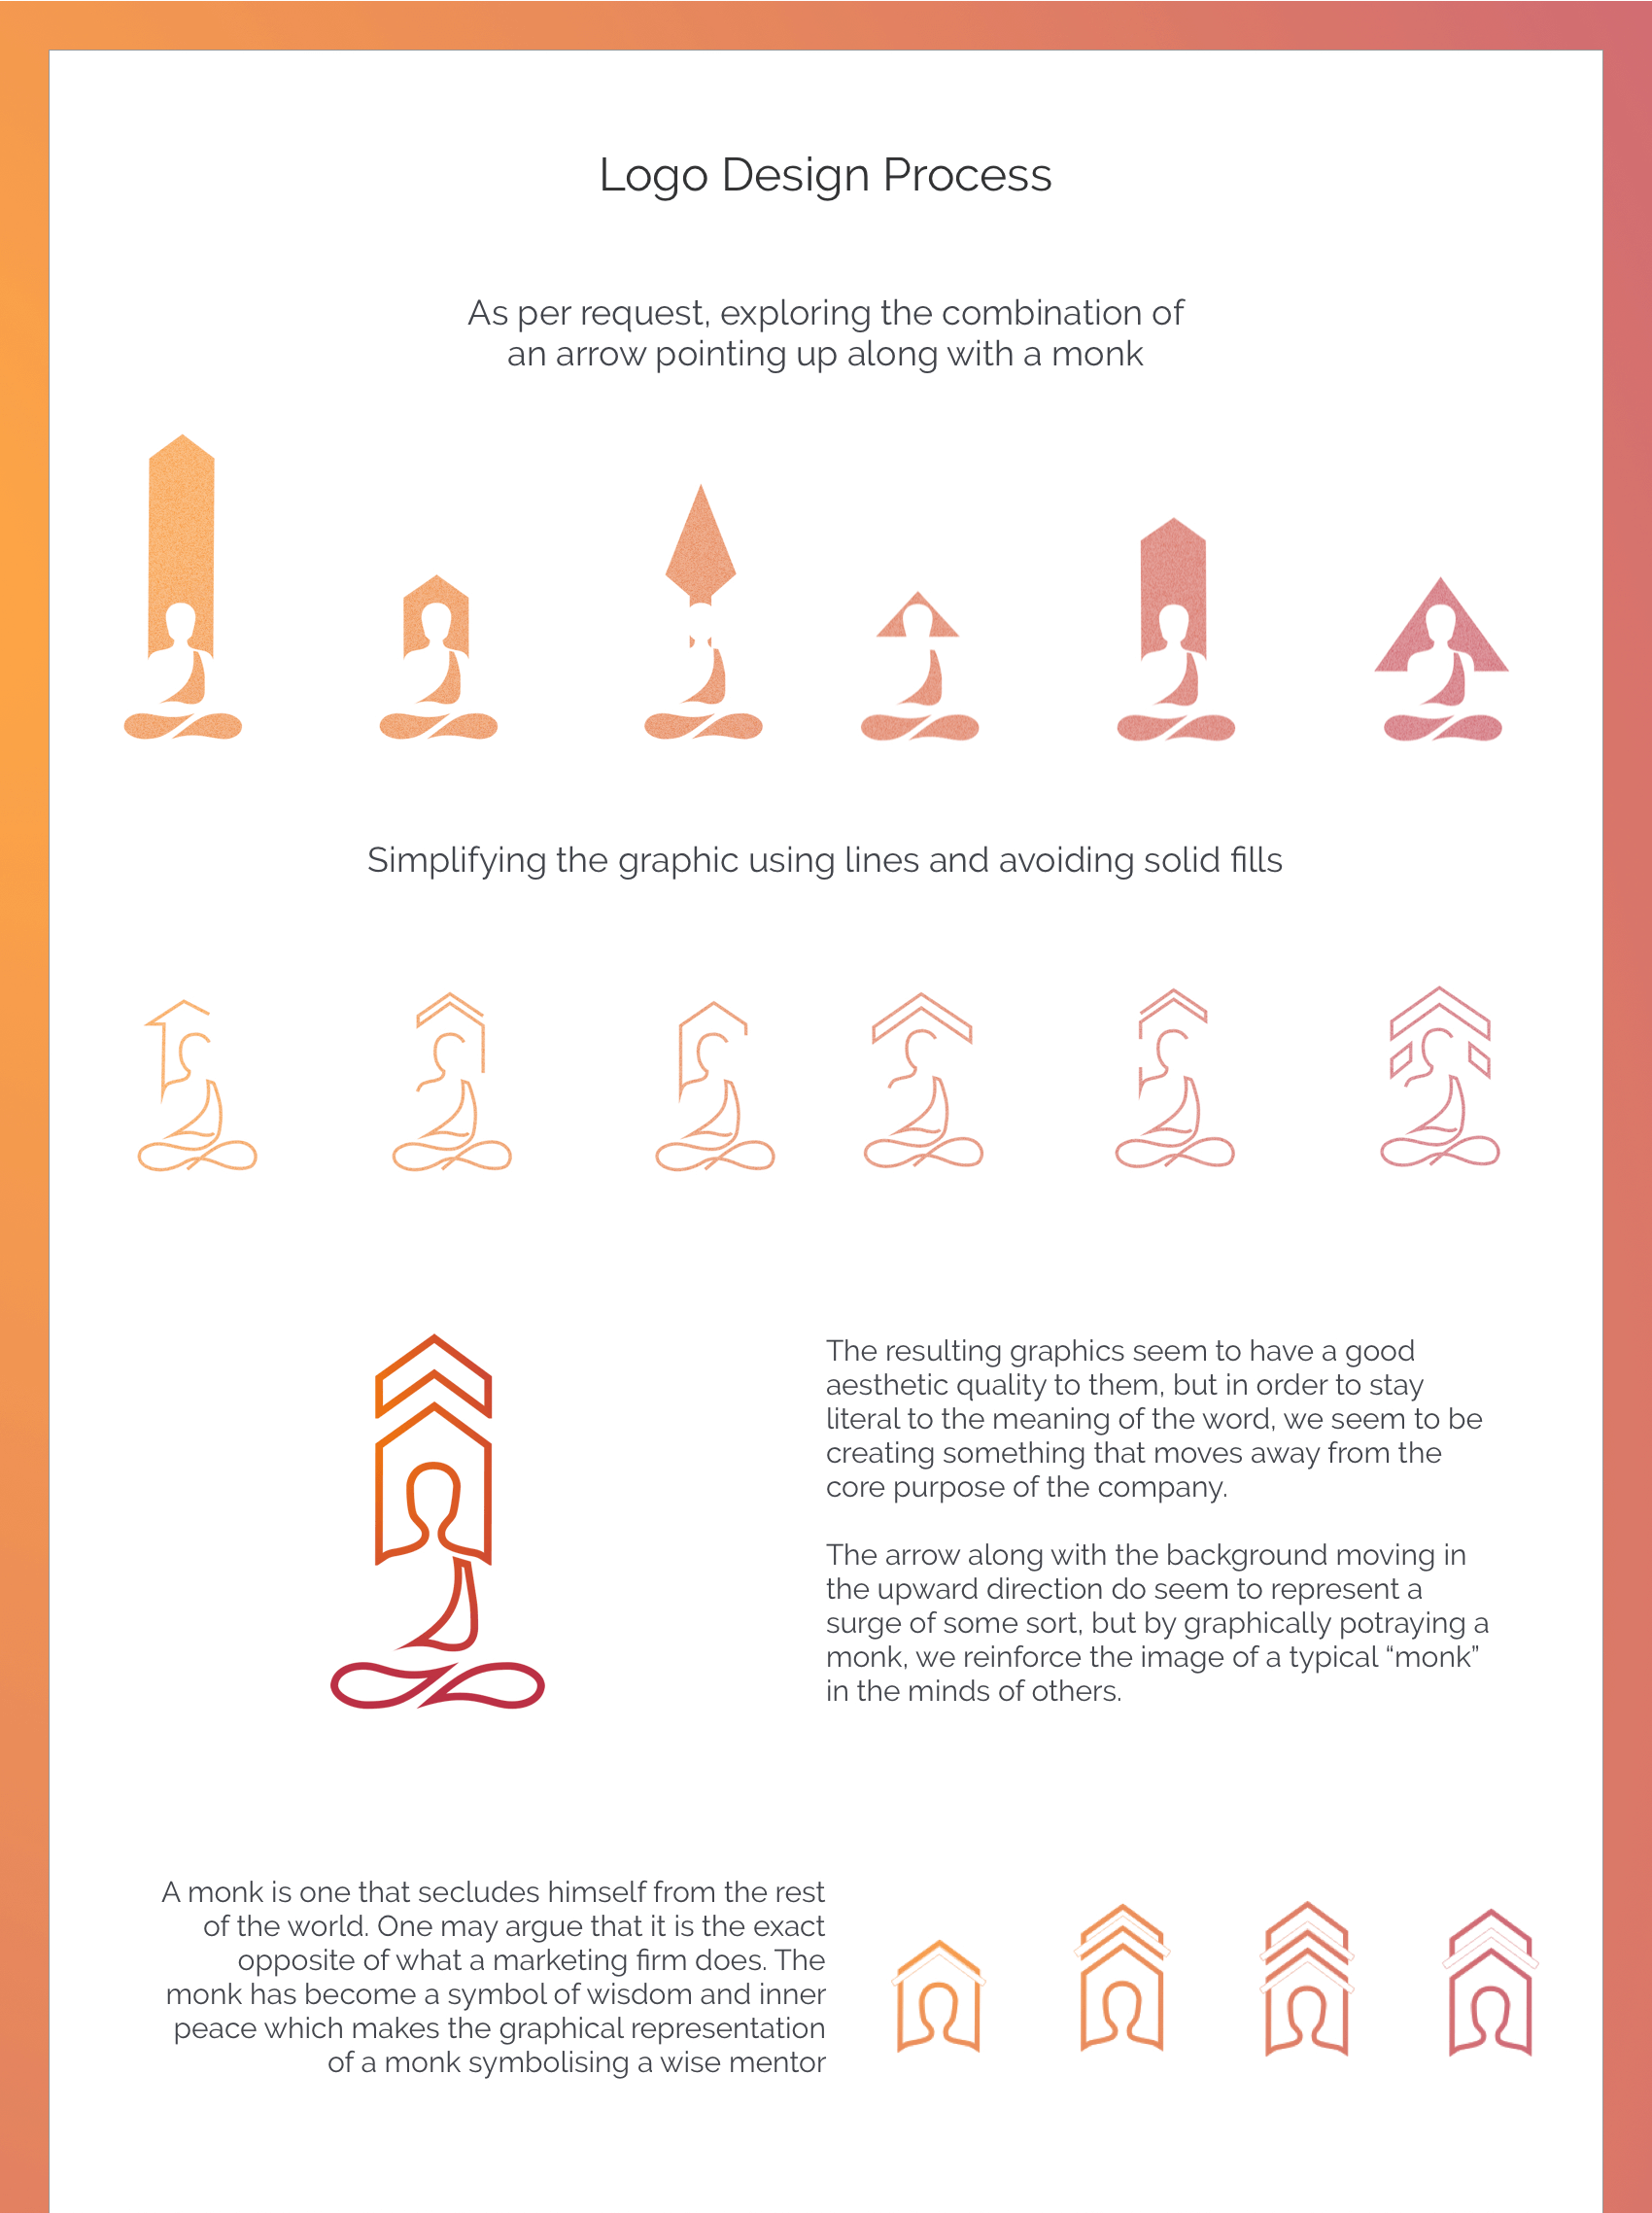 Logo Design Process
As per request, exploring the combination of
an arrow pointing up along with a monk
Simplifying the graphic using lines and avoiding solid fills
The resulting graphics seem to have a good
aesthetic quality to them, but in order to stay
literal to the meaning of the word, we seem to be
creating something that moves away from the
core purpose of the company.
The arrow along with the background moving in
the upward direction do seem to represent a
surge of some sort, but by graphically potraying a
monk, we reinforce the image of a typical “monk”
in the minds of others.
A monk is one that secludes himself from the rest
of the world. One may argue that it is the exact
opposite of what a marketing firm does. The
monk has become a symbol of wisdom and inner
peace which makes the graphical representation
of a monk symbolising a wise mentor